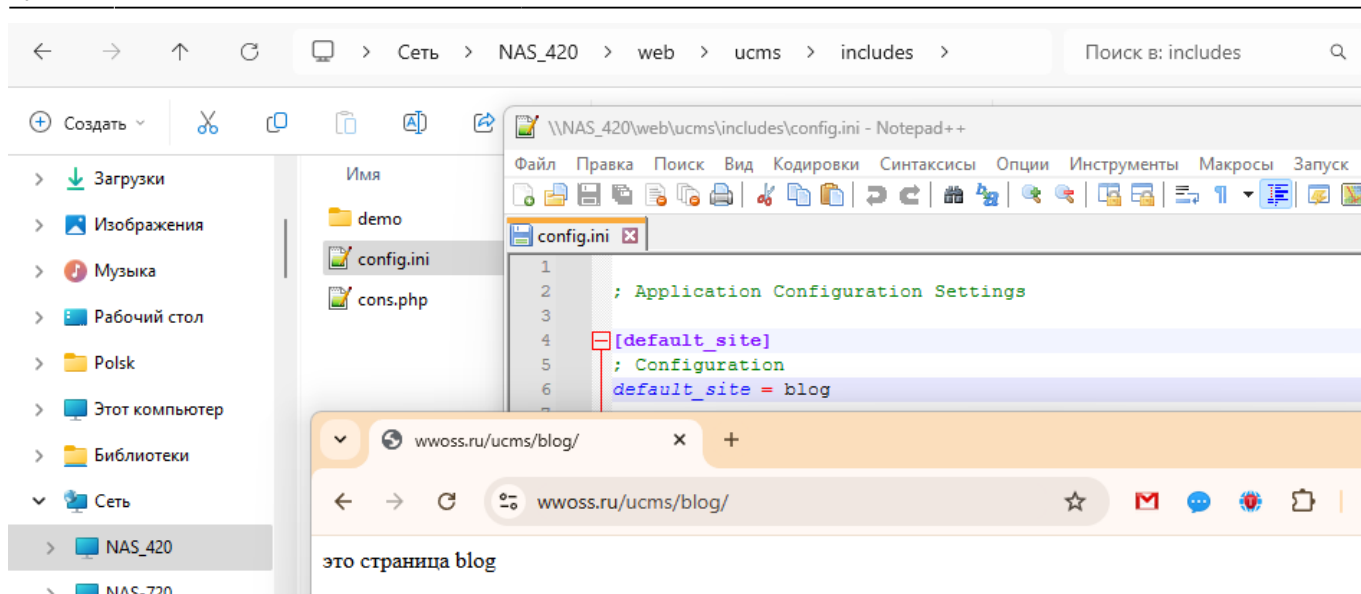 Сеть > NAS_420 > web > ucms > includes >
Поиск в: includes
Создать
\\NAS_420\web\ucms\includes\config.ini - Notepad++
Файл Правка Поиск Вид Кодировки Синтаксисы Опции Инструменты Макросы Запуск
Загрузки
Изображения
Музыка
Рабочий стол
Polsk
Этот компьютер
Библиотеки
Сеть
NAS_420
NAS-720
Имя
demo
config.ini
cons.php
config.ini
1
2 ; Application Configuration Settings
3
4 [default_site]
5 ; Configuration
6 default_site = blog
wwoss.ru/ucms/blog/
wwoss.ru/ucms/blog/
это страница blog